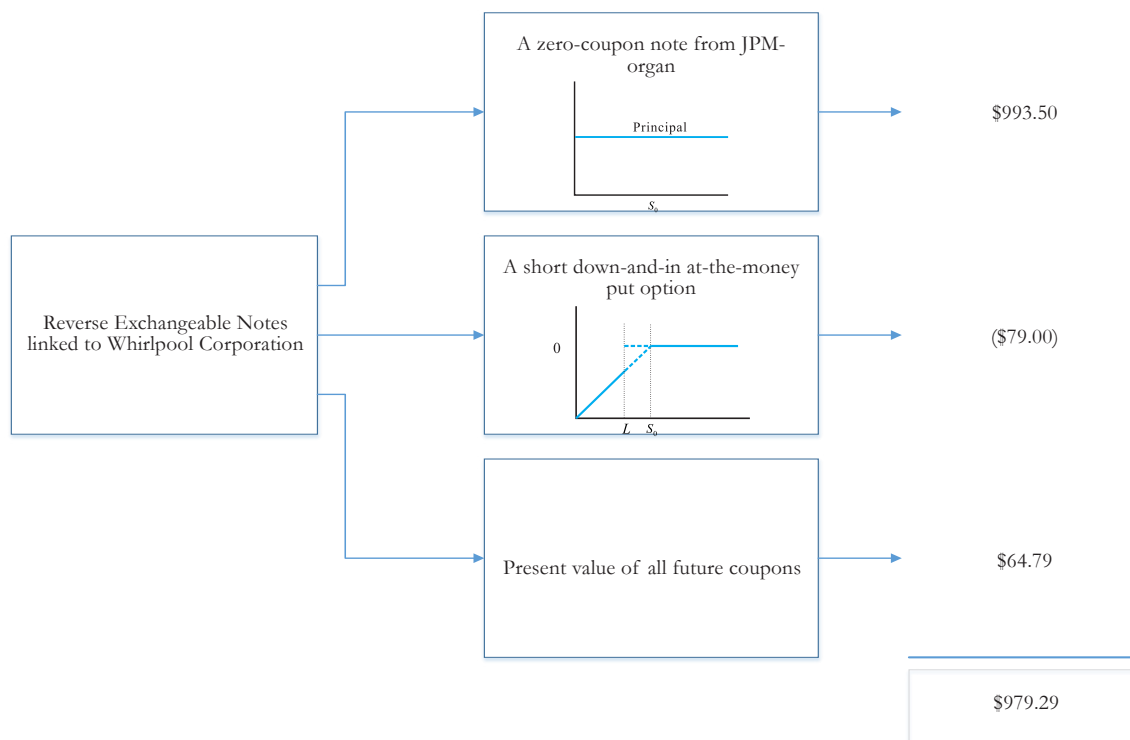 A zero-coupon note from JPM-
organ
Principal
S₀
$993.50
Reverse Exchangeable Notes
linked to Whirlpool Corporation
A short down-and-in at-the-money
put option
0
L S₀
($79.00)
Present value of all future coupons
$64.79
$979.29